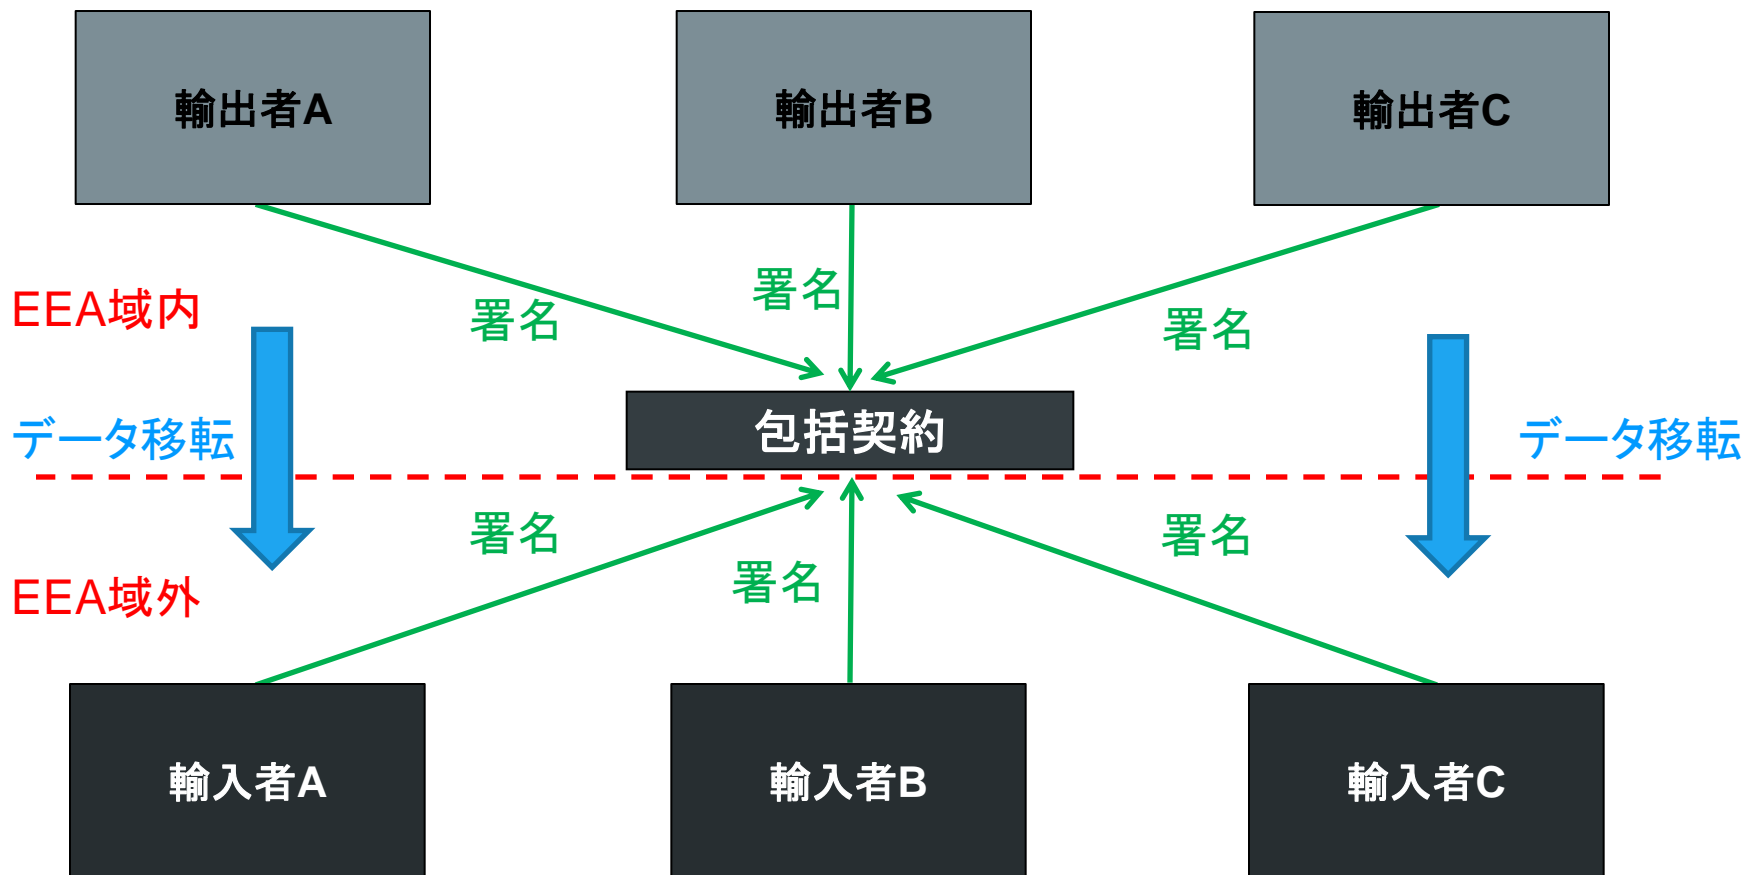 輸出者A
輸出者B
輸出者C
EEA域内
署名
署名
署名
データ移転
包括契約
データ移転
署名
署名
署名
EEA域外
輸入者A
輸入者B
輸入者C